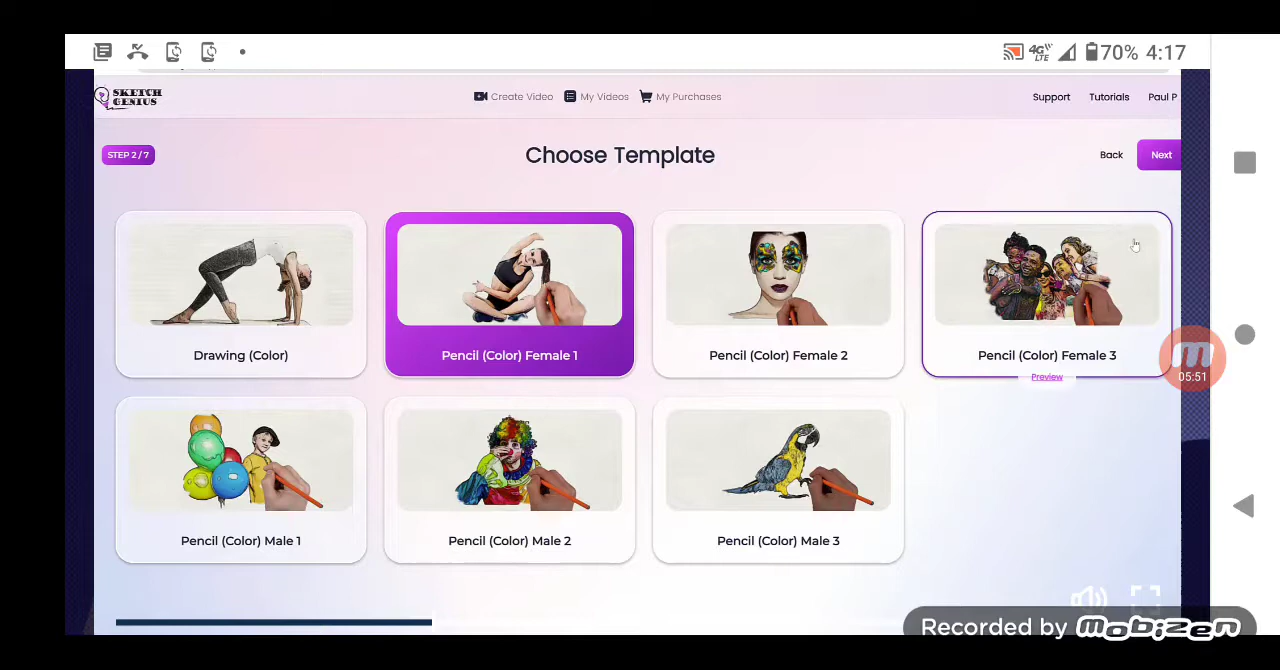 4G
LTE
70% 4:17
SKETCH
GENIUS
Create Video My Videos My Purchases
Support Tutorials Paul P
STEP 2 / 7
Choose Template
Back Next
Drawing (Color)
Pencil (Color) Female 1
Pencil (Color) Female 2
Pencil (Color) Female 3
Preview
05:51
Pencil (Color) Male 1
Pencil (Color) Male 2
Pencil (Color) Male 3
Recorded by mobizen